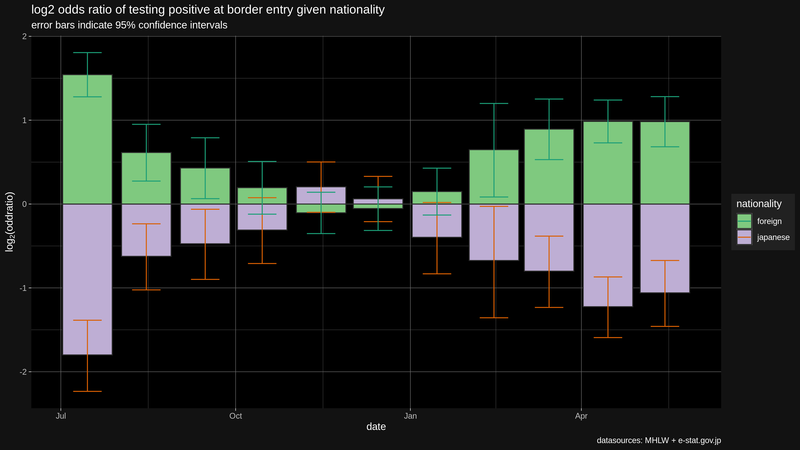 log2 odds ratio of testing positive at border entry given nationality
error bars indicate 95% confidence intervals
2
1
0
-1
-2
log₂(oddratio)
Jul
Oct
Jan
Apr
date
nationality
foreign
japanese
datasources: MHLW + e-stat.gov.jp